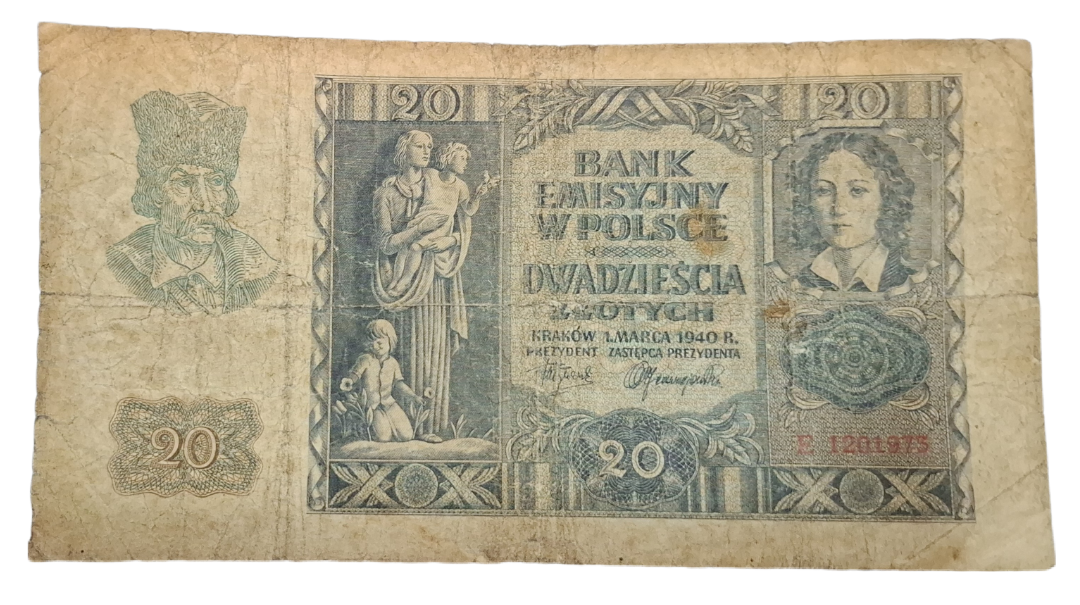 20
20
BANK
EMISYJNY
W POLSCE
DWADZIEŚCIA
ZŁOTYCH
KRAKÓW 1. MARCA 1940 R.
PREZYDENT ZASTĘPCA PREZYDENTA
20
20
E 1201975